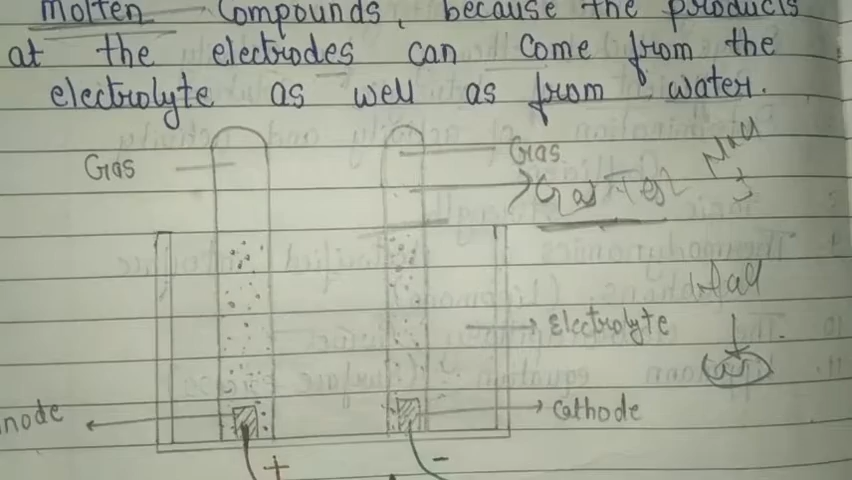 molten compounds, because the products
at the electrodes can come from the
electrolyte as well as from water.
Gas
Gas
Electrolyte
node
Cathode
+
-